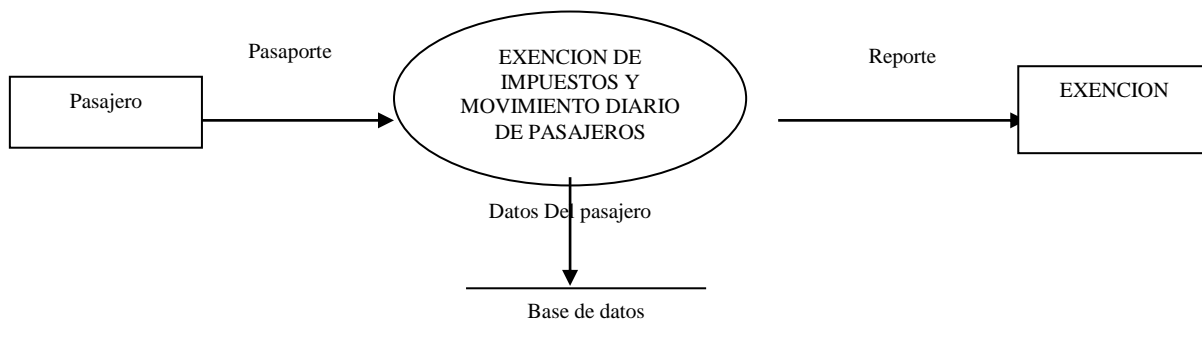 Pasaporte
EXENCION DE
IMPUESTOS Y
MOVIMIENTO DIARIO
DE PASAJEROS
Reporte
Pasajero
EXENCION
Datos Del pasajero
Base de datos